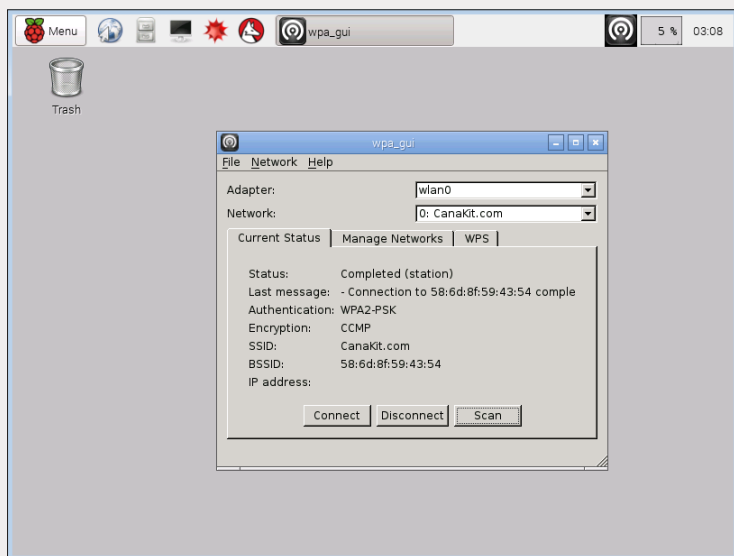 Menu
wpa_gui
5 %
03:08
Trash
wpa_gui
File Network Help
Adapter: wlan0
Network: 0: CanaKit.com
Current Status Manage Networks WPS
Status: Completed (station)
Last message: - Connection to 58:6d:8f:59:43:54 comple
Authentication: WPA2-PSK
Encryption: CCMP
SSID: CanaKit.com
BSSID: 58:6d:8f:59:43:54
IP address:
Connect Disconnect Scan